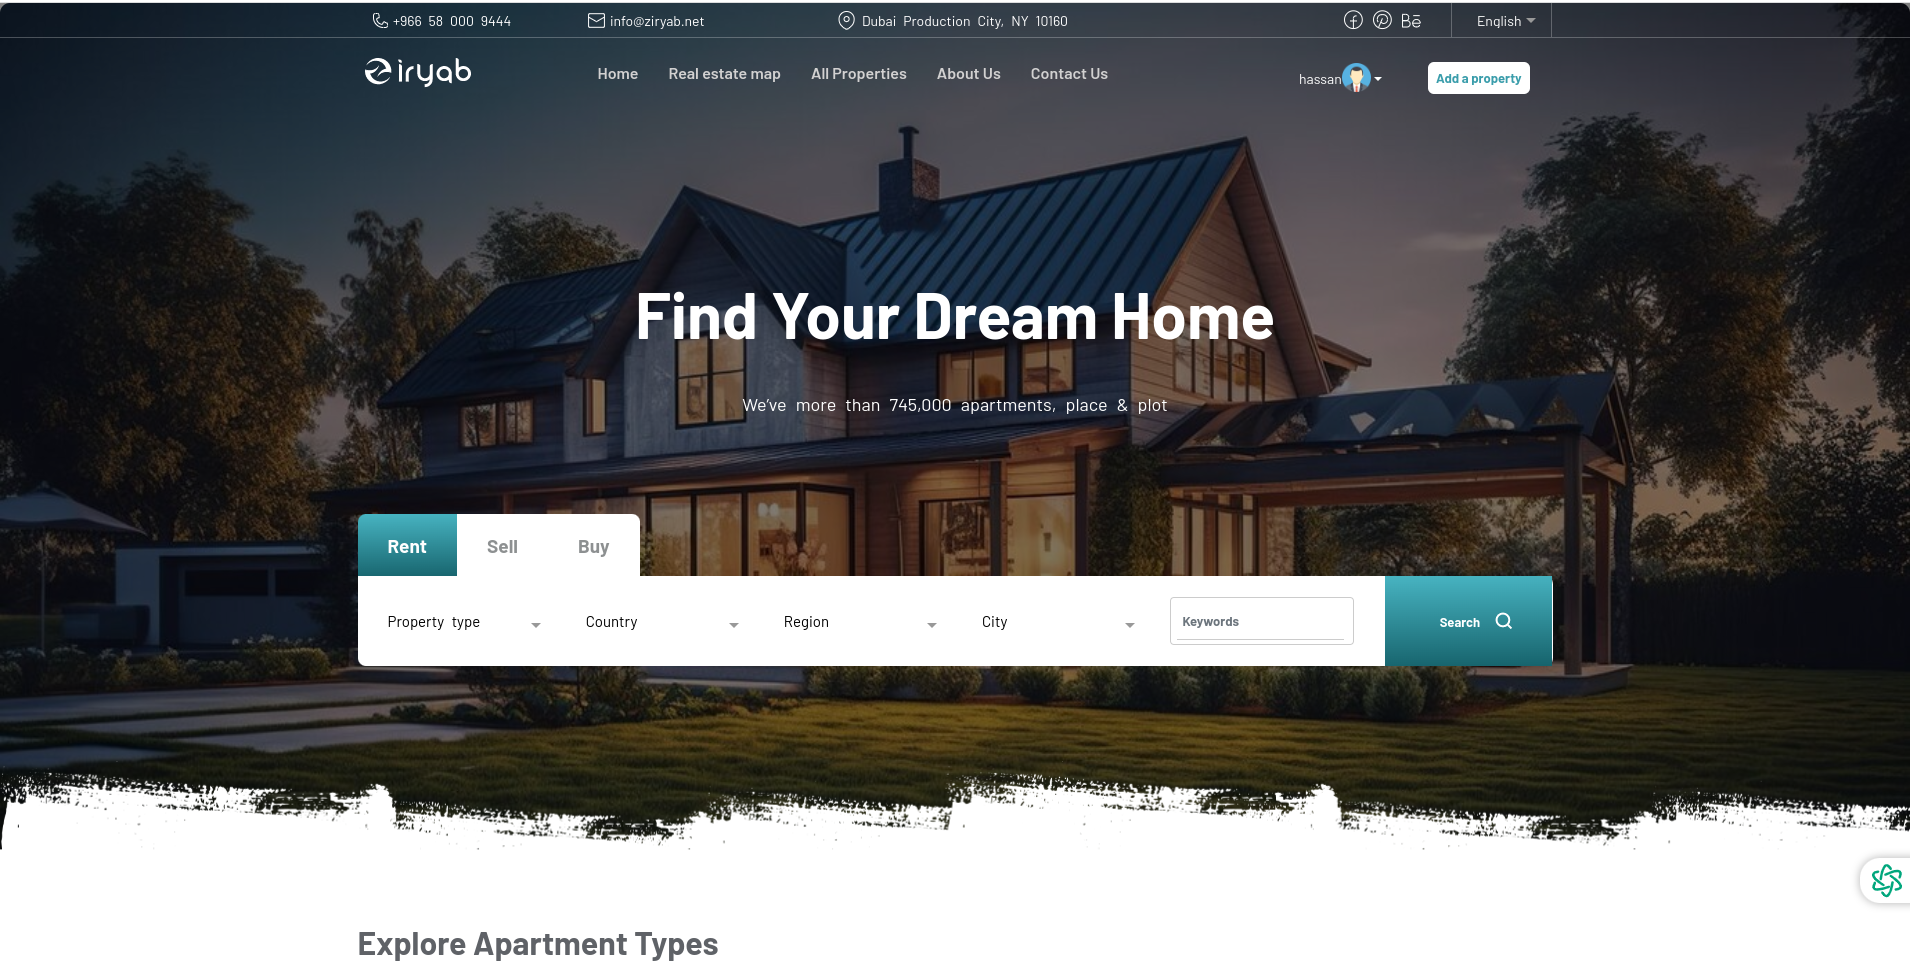 +966 58 000 9444
info@ziryab.net
Dubai Production City, NY 10160
Bē
English
ziryab
Home
Real estate map
All Properties
About Us
Contact Us
hassan
Add a property
Find Your Dream Home
We've more than 745,000 apartments, place & plot
Rent
Sell
Buy
Property type
Country
Region
City
Keywords
Search
Explore Apartment Types